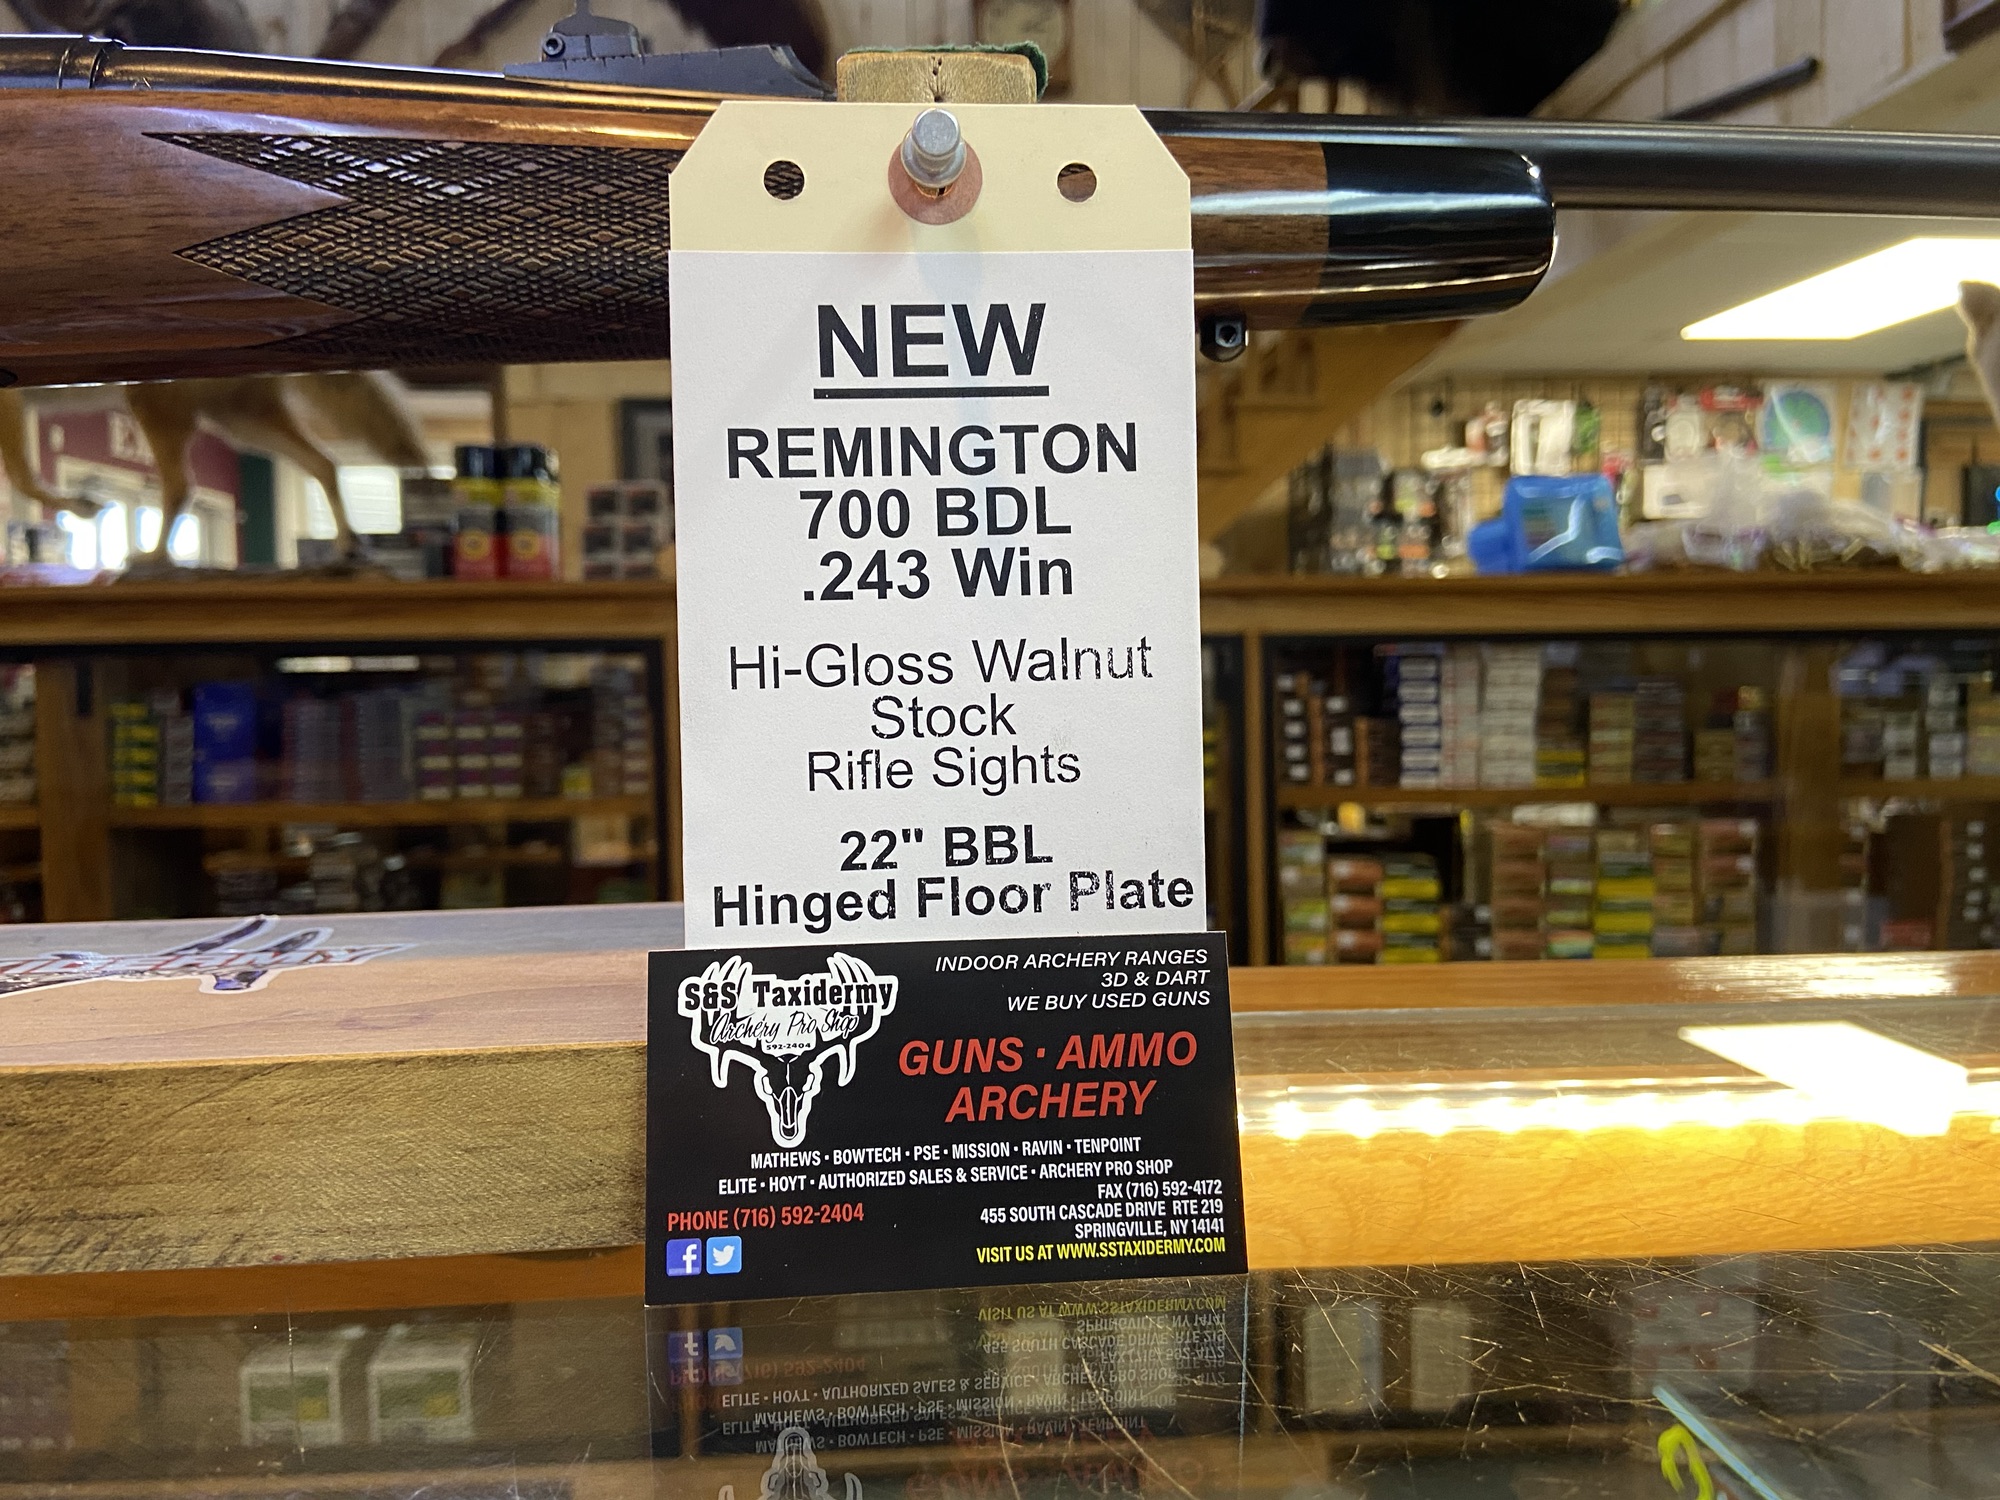 NEW
REMINGTON
700 BDL
.243 Win
Hi-Gloss Walnut
Stock
Rifle Sights
22" BBL
Hinged Floor Plate
S&S Taxidermy
Archery Pro Shop
592-2404
INDOOR ARCHERY RANGES
3D & DART
WE BUY USED GUNS
GUNS · AMMO
ARCHERY
MATHEWS · BOWTECH · PSE · MISSION · RAVIN · TENPOINT
ELITE · HOYT · AUTHORIZED SALES & SERVICE · ARCHERY PRO SHOP
FAX (716) 592-4172
PHONE (716) 592-2404
455 SOUTH CASCADE DRIVE RTE 219
SPRINGVILLE, NY 14141
VISIT US AT WWW.SSTAXIDERMY.COM